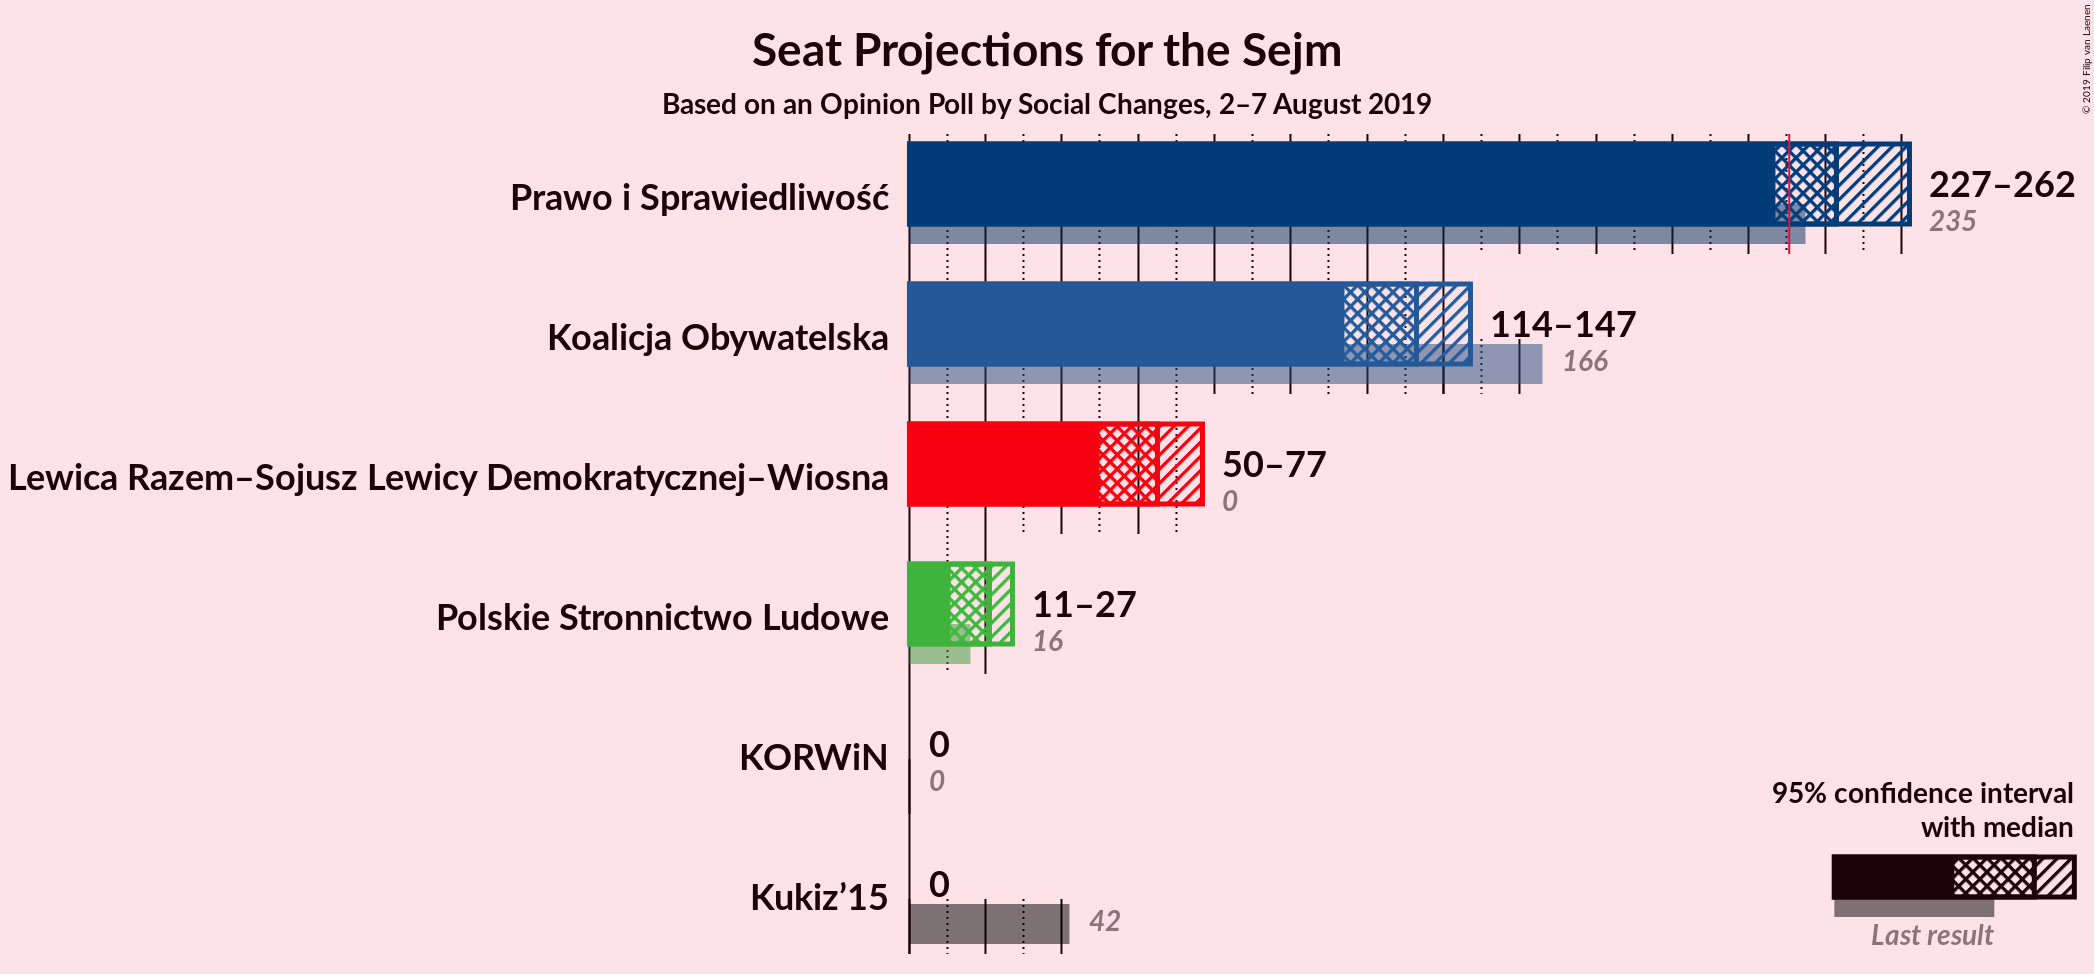 Seat Projections for the Sejm
Based on an Opinion Poll by Social Changes, 2–7 August 2019
© 2019 Filip van Laenen
Prawo i Sprawiedliwość
227–262
235
Koalicja Obywatelska
114–147
166
Lewica Razem–Sojusz Lewicy Demokratycznej–Wiosna
50–77
0
Polskie Stronnictwo Ludowe
11–27
16
KORWiN
0
0
Kukiz’15
0
42
95% confidence interval
with median
Last result